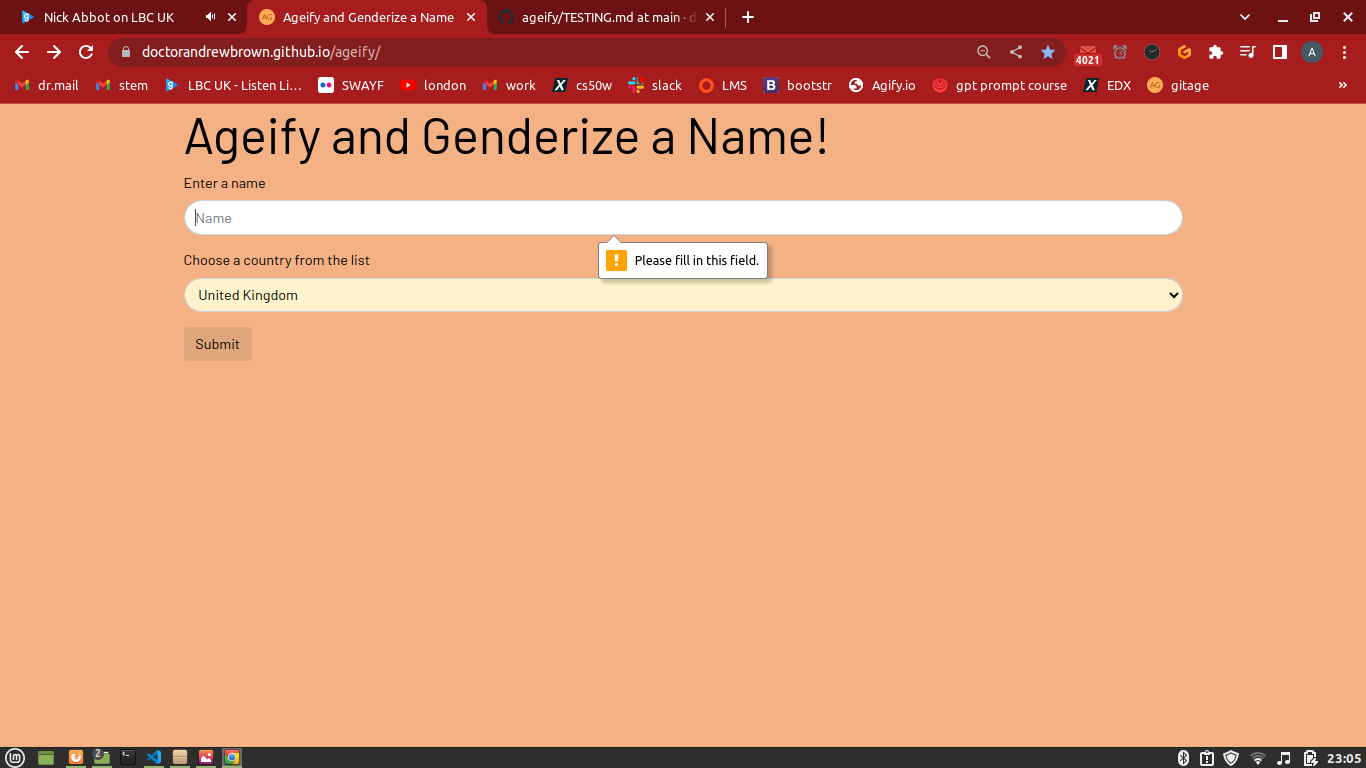 Nick Abbot on LBC UK
AG Ageify and Genderize a Name
ageify/TESTING.md at main · d
doctorandrewbrown.github.io/ageify/
4021
A
dr.mail
stem
LBC UK - Listen Li...
SWAYF
london
work
X cs50w
slack
LMS
B bootstr
Agify.io
gpt prompt course
X EDX
AG gitage
»
Ageify and Genderize a Name!
Enter a name
Name
! Please fill in this field.
Choose a country from the list
United Kingdom
Submit
2
23:05